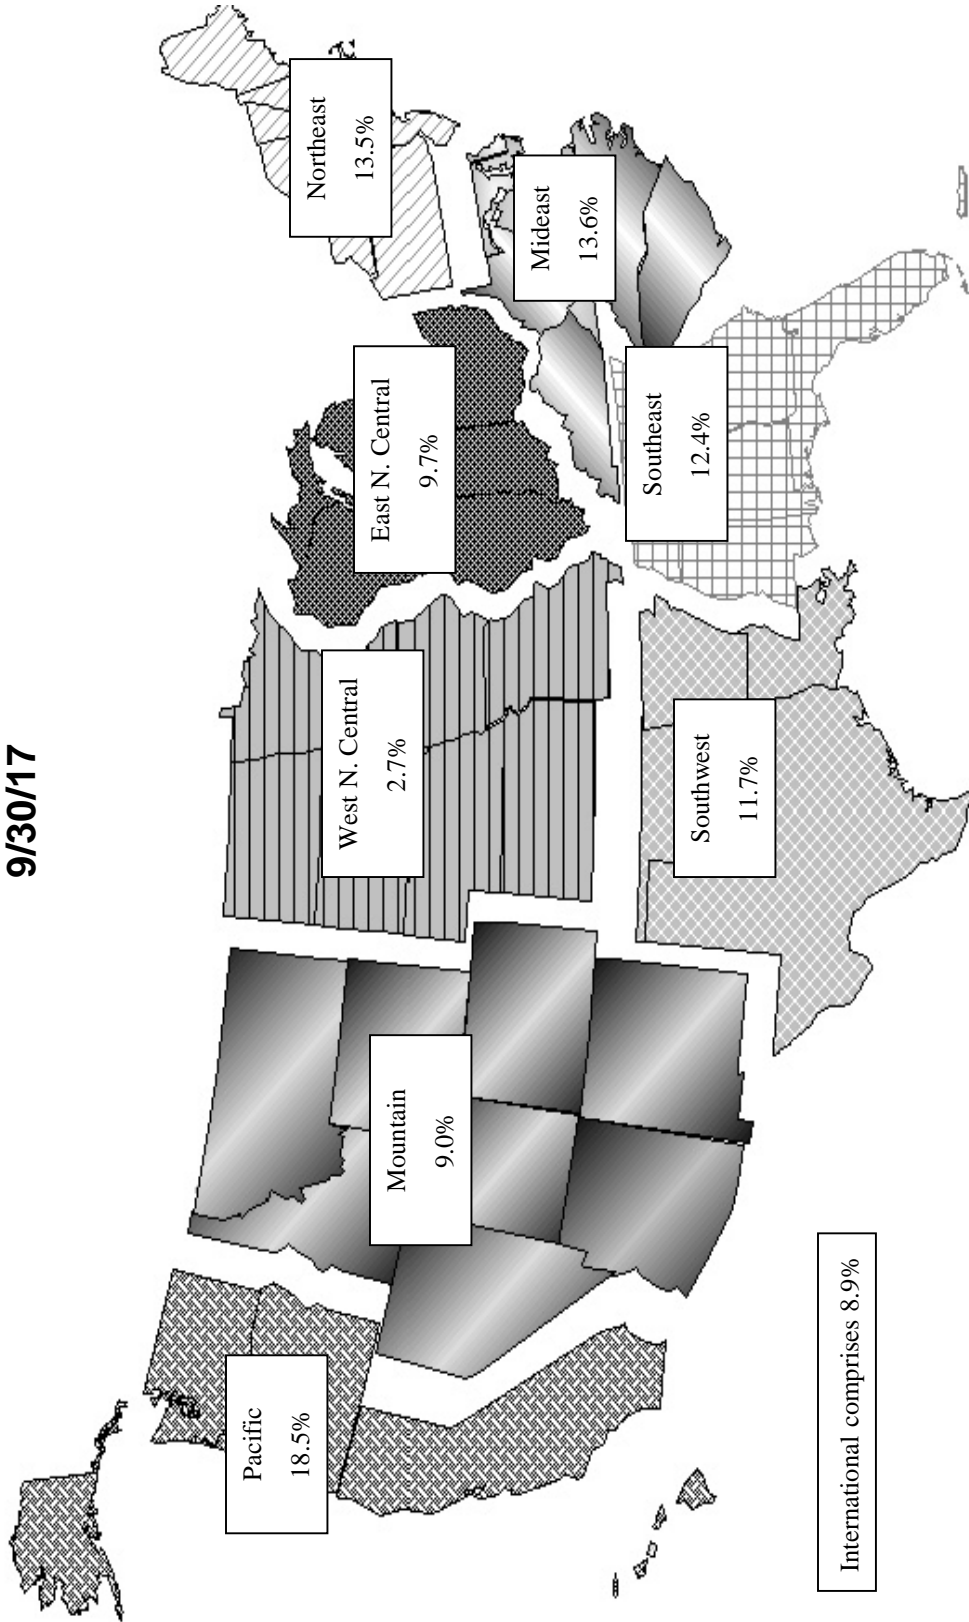 9/30/17
Pacific
18.5%
Mountain
9.0%
West N. Central
2.7%
East N. Central
9.7%
Northeast
13.5%
Mideast
13.6%
Southeast
12.4%
Southwest
11.7%
International comprises 8.9%